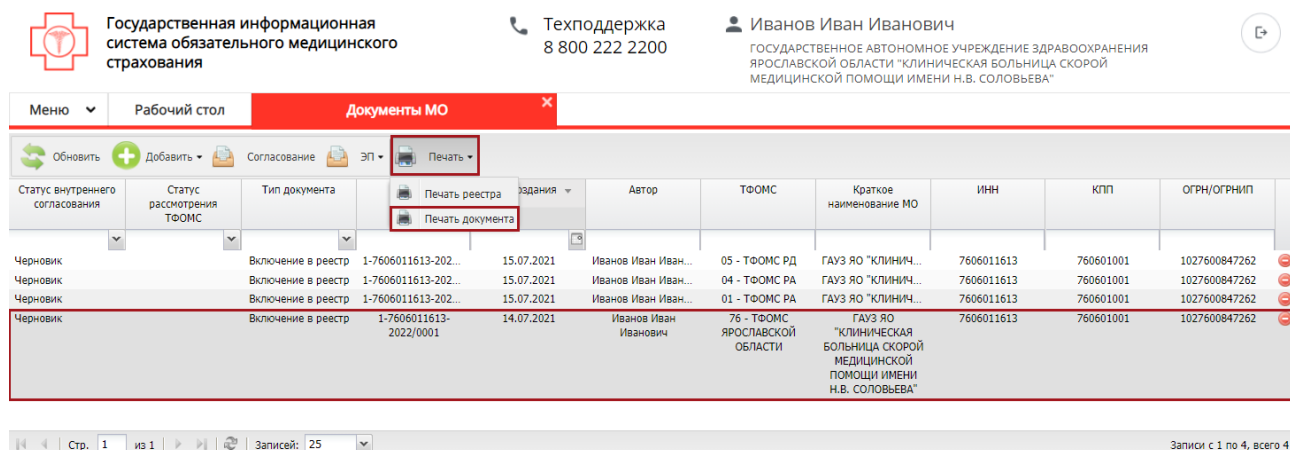 Государственная информационная
система обязательного медицинского
страхования
Техподдержка
8 800 222 2200
Иванов Иван Иванович
ГОСУДАРСТВЕННОЕ АВТОНОМНОЕ УЧРЕЖДЕНИЕ ЗДРАВООХРАНЕНИЯ
ЯРОСЛАВСКОЙ ОБЛАСТИ "КЛИНИЧЕСКАЯ БОЛЬНИЦА СКОРОЙ
МЕДИЦИНСКОЙ ПОМОЩИ ИМЕНИ Н.В. СОЛОВЬЕВА"
Меню Рабочий стол Документы МО
Обновить Добавить Согласование ЭП Печать
Печать реестра
Печать документа
Статус внутреннего согласования Статус рассмотрения ТФОМС Тип документа оздания Автор ТФОМС Краткое наименование МО ИНН КПП ОГРН/ОГРНИП
Черновик Включение в реестр 1-7606011613-202... 15.07.2021 Иванов Иван Иван... 05 - ТФОМС РД ГАУЗ ЯО "КЛИНИЧ... 7606011613 760601001 1027600847262
Черновик Включение в реестр 1-7606011613-202... 15.07.2021 Иванов Иван Иван... 04 - ТФОМС РА ГАУЗ ЯО "КЛИНИЧ... 7606011613 760601001 1027600847262
Черновик Включение в реестр 1-7606011613-202... 15.07.2021 Иванов Иван Иван... 01 - ТФОМС РА ГАУЗ ЯО "КЛИНИЧ... 7606011613 760601001 1027600847262
Черновик Включение в реестр 1-7606011613-2022/0001 14.07.2021 Иванов Иван Иванович 76 - ТФОМС ЯРОСЛАВСКОЙ ОБЛАСТИ ГАУЗ ЯО "КЛИНИЧЕСКАЯ БОЛЬНИЦА СКОРОЙ МЕДИЦИНСКОЙ ПОМОЩИ ИМЕНИ Н.В. СОЛОВЬЕВА" 7606011613 760601001 1027600847262
Стр. 1 из 1 Записей: 25 Записи с 1 по 4, всего 4